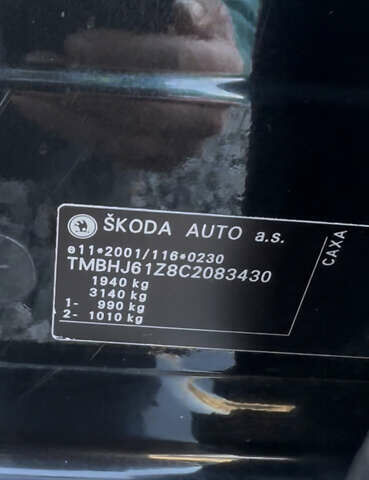 ŠKODA AUTO a.s.
e11*2001/116*0230
TMBHJ61Z8C2083430
1940 kg
3140 kg
1- 990 kg
2- 1010 kg
CAXA